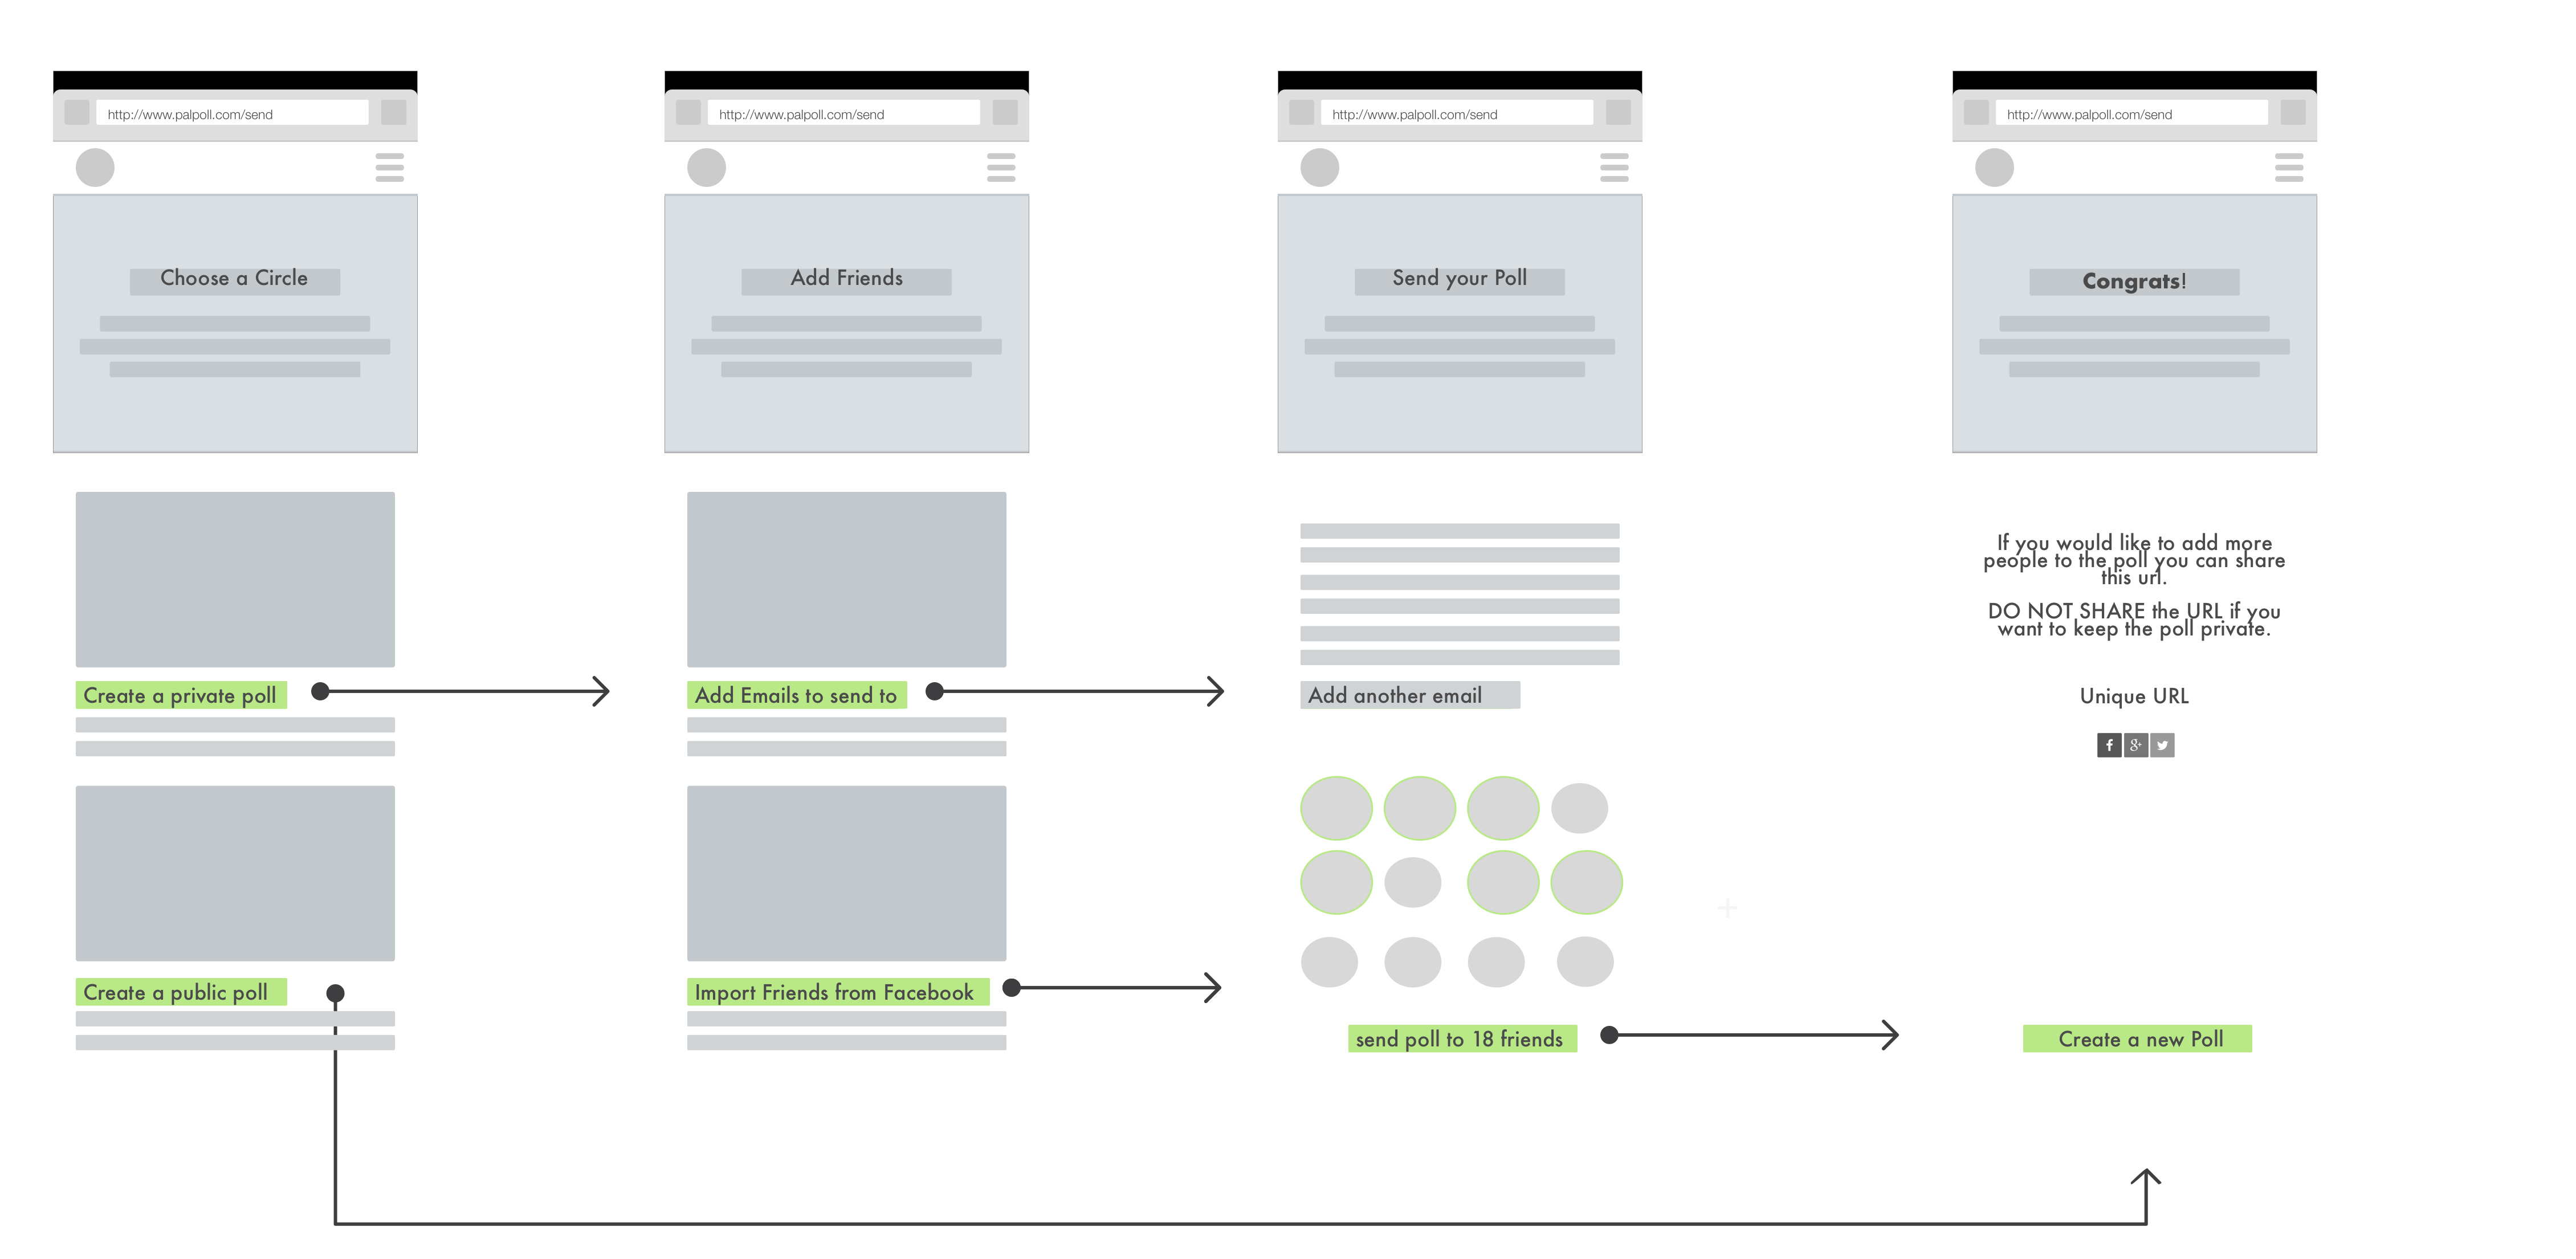 http://www.palpoll.com/send
Choose a Circle
Create a private poll
Create a public poll
http://www.palpoll.com/send
Add Friends
Add Emails to send to
Import Friends from Facebook
http://www.palpoll.com/send
Send your Poll
Add another email
send poll to 18 friends
http://www.palpoll.com/send
Congrats!
If you would like to add more
people to the poll you can share
this url.
DO NOT SHARE the URL if you
want to keep the poll private.
Unique URL
f g+
Create a new Poll